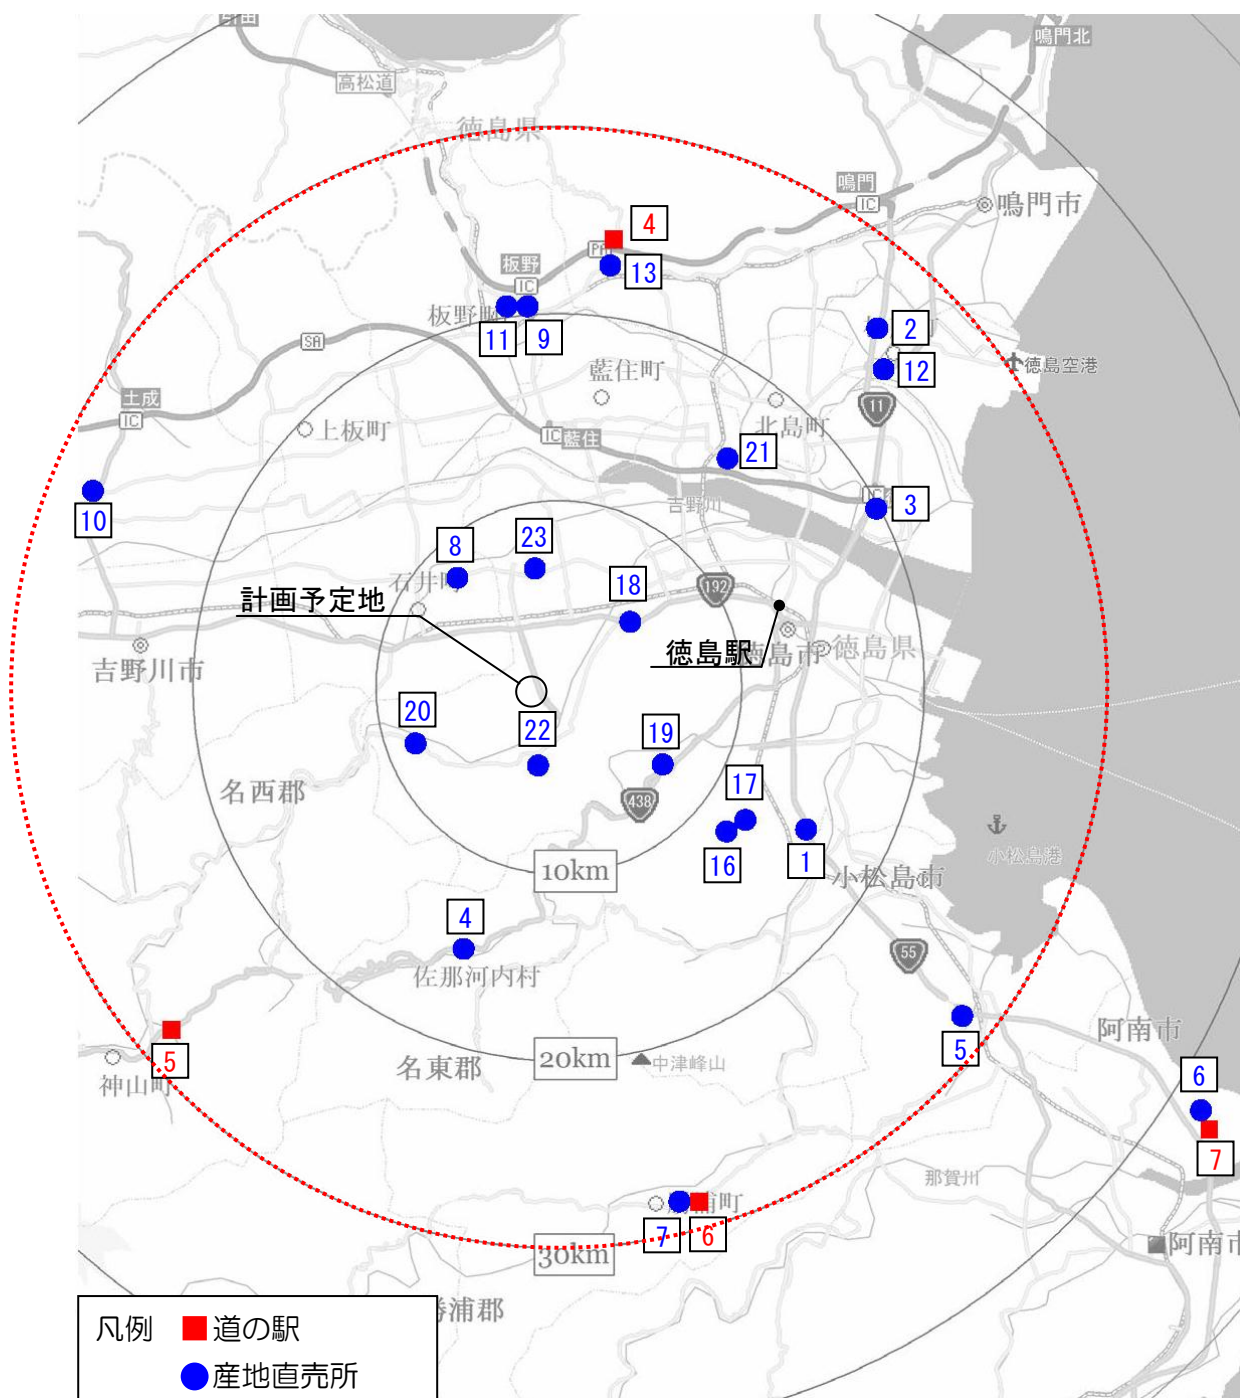 鳴門北
高松道
徳島県
鳴門
IC
鳴門市
4
PA
13
板野
IC
板野町
11
9
2
12
徳島空港
SA
藍住町
土成
IC
11
上板町
北島町
IC 藍住
21
10
吉野川
IC
3
23
8
石井町
18
192
計画予定地
徳島駅
徳島市
徳島県
吉野川市
20
22
19
名西郡
17
438
16
1
小松島港
10km
小松島市
4
55
佐那河内村
5
阿南市
5
神山町
名東郡
20km
中津峰山
6
7
那賀川
7
6
30km
阿南市
勝浦郡
凡例
道の駅
産地直売所